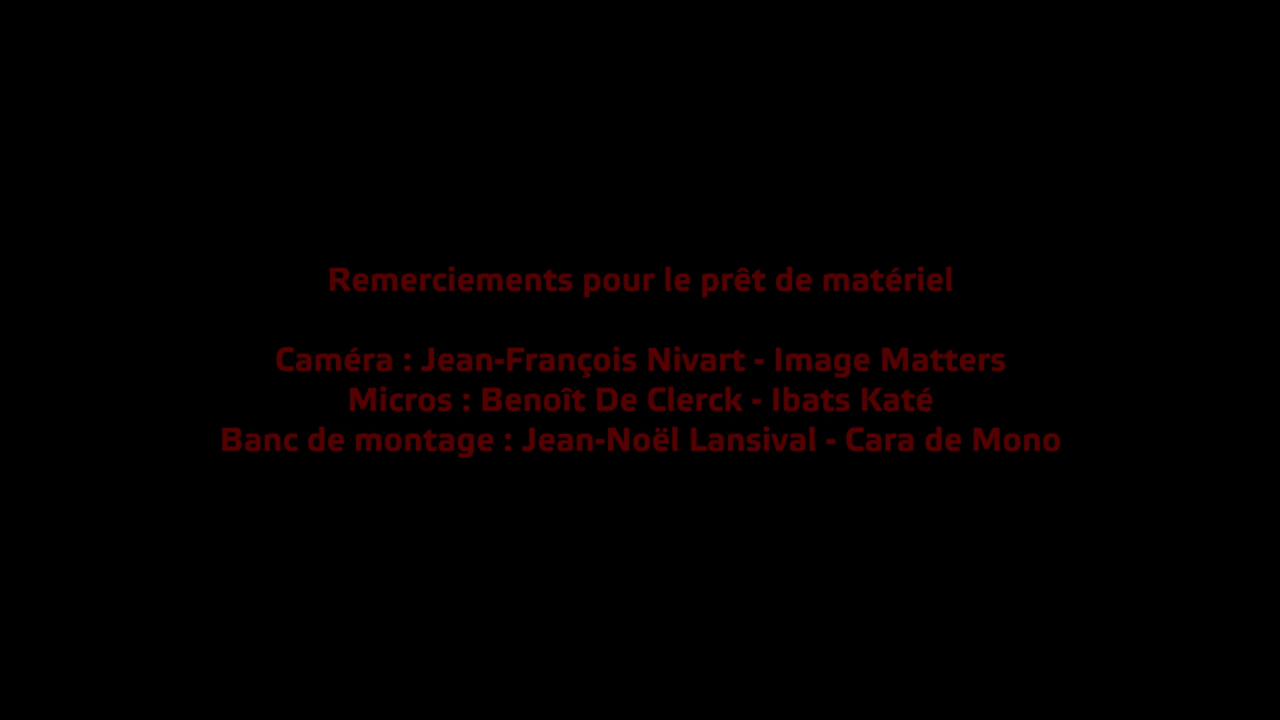 Remerciements pour le prêt de matériel
Caméra : Jean-François Nivart - Image Matters
Micros : Benoît De Clerck - Ibats Katé
Banc de montage : Jean-Noël Lansival - Cara de Mono